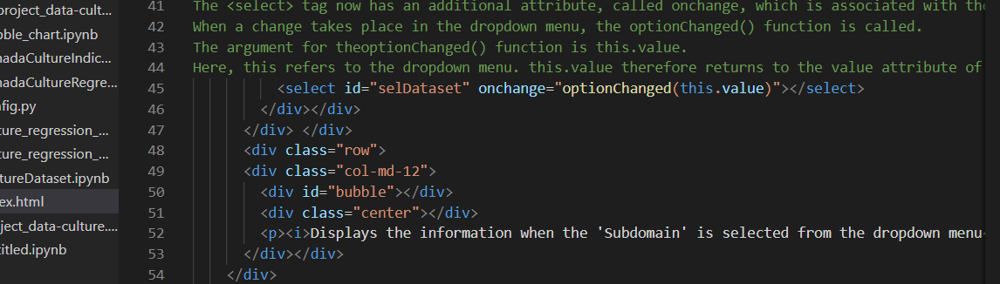 project_data-cult...
bble_chart.ipynb
nadaCultureIndic...
nadaCultureRegre...
nfig.py
ture_regression_...
ture_regression_...
tureDataset.ipynb
ex.html
ject_data-culture....
titled.ipynb
41 The <select> tag now has an additional attribute, called onchange, which is associated with the
42 When a change takes place in the dropdown menu, the optionChanged() function is called.
43 The argument for theoptionChanged() function is this.value.
44 Here, this refers to the dropdown menu. this.value therefore returns to the value attribute of
45 <select id="selDataset" onchange="optionChanged(this.value)"></select>
46 </div></div>
47 </div> </div>
48 <div class="row">
49 <div class="col-md-12">
50 <div id="bubble"></div>
51 <div class="center"></div>
52 <p><i>Displays the information when the 'Subdomain' is selected from the dropdown menu
53 </div></div>
54 </div>